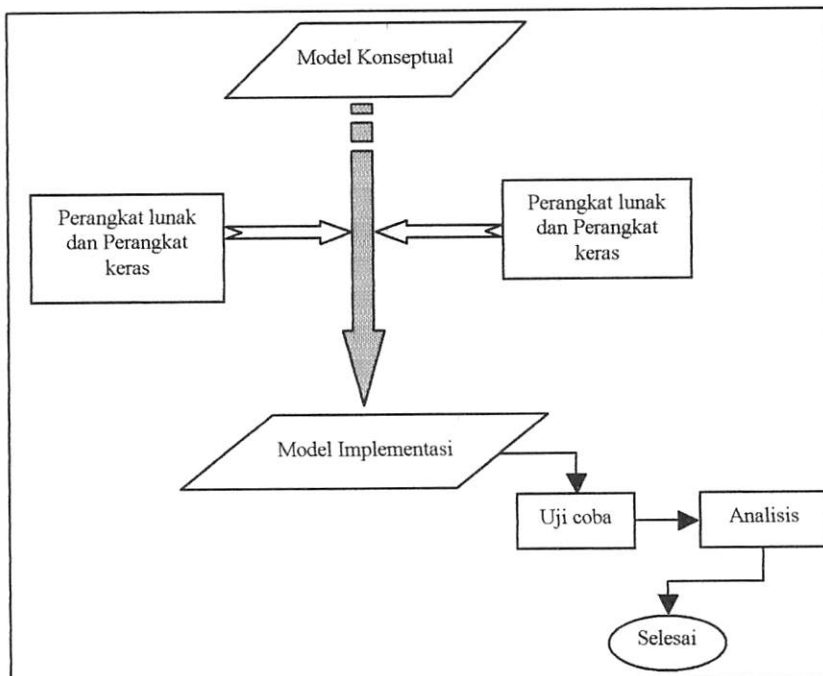 Model Konseptual
Perangkat lunak
dan Perangkat
keras
Perangkat lunak
dan Perangkat
keras
Model Implementasi
Uji coba
Analisis
Selesai